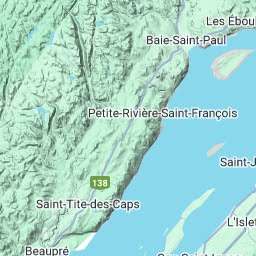 Les Ébou
Baie-Saint-Paul
Petite-Rivière-Saint-François
Saint-J
138
Saint-Tite-des-Caps
L'Islet
Beaupré